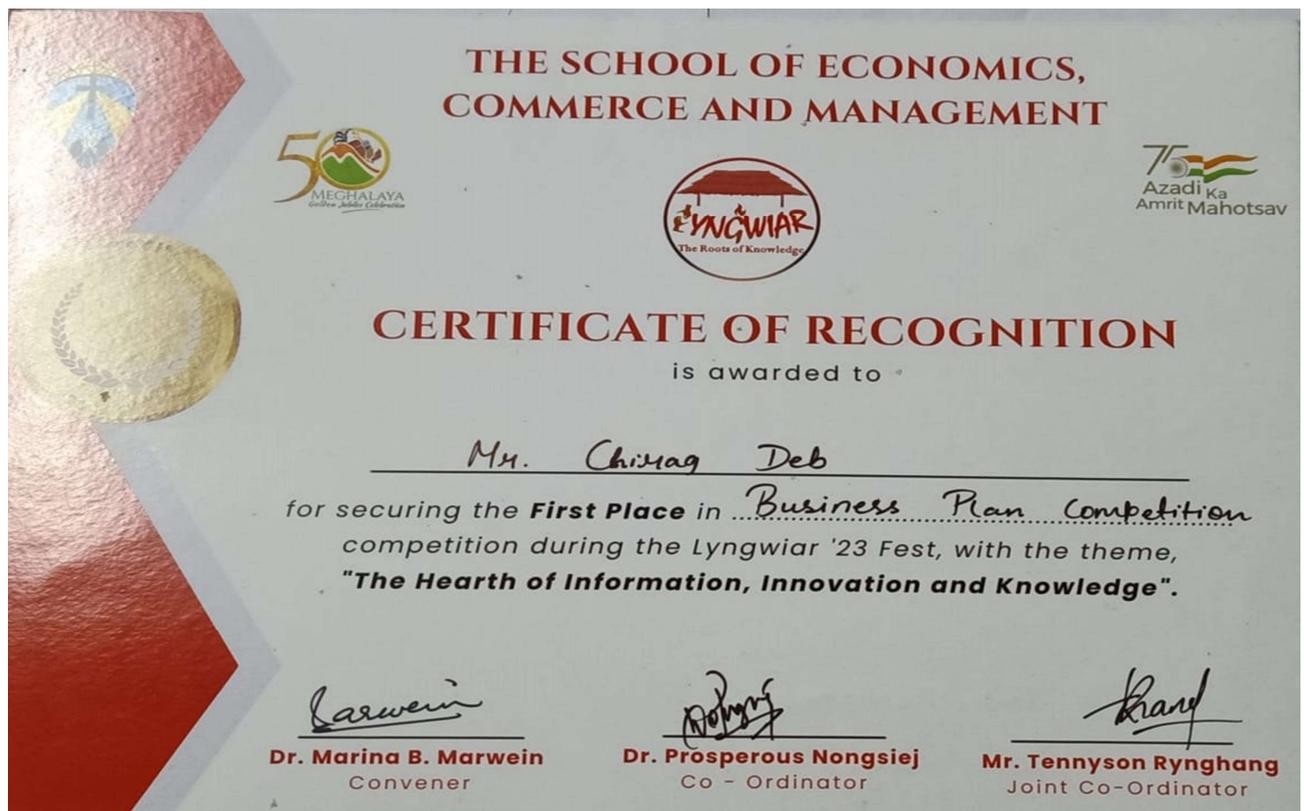 THE SCHOOL OF ECONOMICS,
COMMERCE AND MANAGEMENT
50
MEGHALAYA
Golden Jubilee Celebration
75
Azadi Ka
Amrit Mahotsav
LYNGWIAR
The Roots of Knowledge
CERTIFICATE OF RECOGNITION
is awarded to
Mr. Chirag Deb
for securing the First Place in Business Plan Competition
competition during the Lyngwiar '23 Fest, with the theme,
"The Hearth of Information, Innovation and Knowledge".
Dr. Marina B. Marwein
Dr. Prosperous Nongsiej
Mr. Tennyson Rynghang
Convener
Co - Ordinator
Joint Co-Ordinator